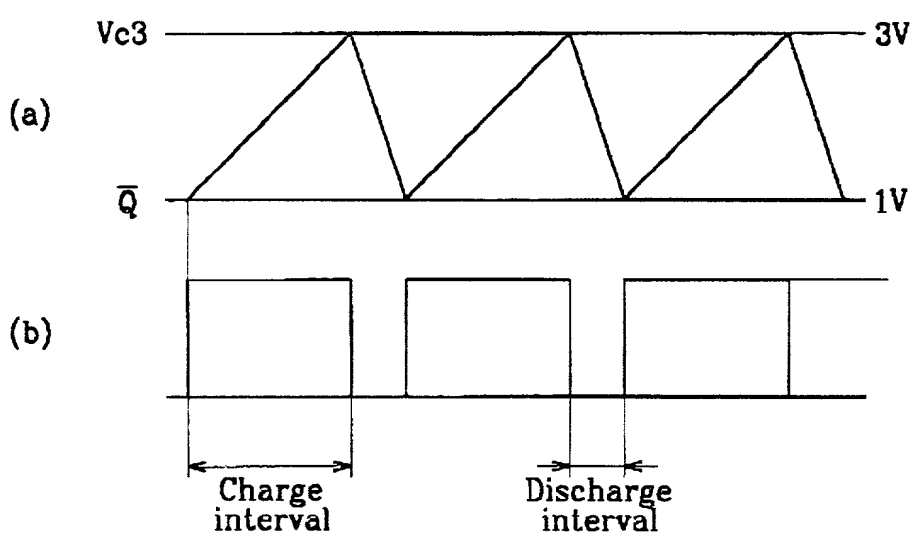 Vc3 3V
(a)
Q̅ 1V
(b)
Charge
interval
Discharge
interval